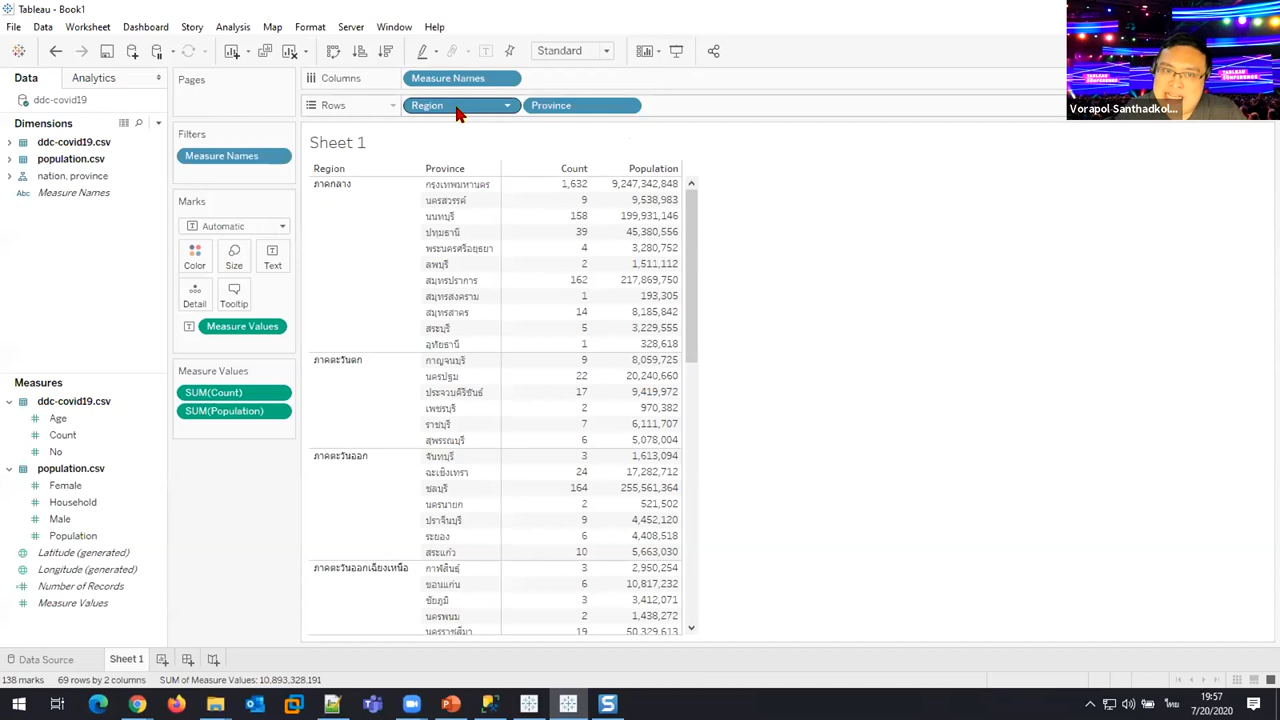 Tableau - Book1
File Data Worksheet Dashboard Story Analysis Map Format Server Window Help
Standard
Data Analytics
Pages
Columns Measure Names
ddc-covid19
Rows Region Province
Vorapol Santhadkol...
TABLEAU CONFERENCE
Dimensions
Filters
Sheet 1
ddc-covid19.csv
Measure Names
population.csv
Region Province Count Population
nation, province
ภาคกลาง กรุงเทพมหานคร 1,632 9,247,342,848
Abc Measure Names
Marks
นครสวรรค์ 9 9,538,983
นนทบุรี 158 199,931,146
Automatic
ปทุมธานี 39 45,380,556
พระนครศรีอยุธยา 4 3,280,752
Color Size Text
ลพบุรี 2 1,511,112
สมุทรปราการ 162 217,869,750
สมุทรสงคราม 1 193,305
Detail Tooltip
สมุทรสาคร 14 8,185,842
Measure Values
สระบุรี 5 3,229,555
อุทัยธานี 1 328,618
ภาคตะวันตก กาญจนบุรี 9 8,059,725
Measure Values
นครปฐม 22 20,240,660
Measures
SUM(Count)
ประจวบคีรีขันธ์ 17 9,419,972
ddc-covid19.csv
SUM(Population)
เพชรบุรี 2 970,382
Age
ราชบุรี 7 6,111,707
Count
สุพรรณบุรี 6 5,078,004
No
ภาคตะวันออก จันทบุรี 3 1,613,094
population.csv
ฉะเชิงเทรา 24 17,282,712
Female
ชลบุรี 164 255,561,364
Household
นครนายก 2 521,502
Male
ปราจีนบุรี 9 4,452,120
Population
ระยอง 6 4,408,518
Latitude (generated)
สระแก้ว 10 5,663,030
Longitude (generated)
ภาคตะวันออกเฉียงเหนือ กาฬสินธุ์ 3 2,950,254
Number of Records
ขอนแก่น 6 10,817,232
Measure Values
ชัยภูมิ 3 3,412,071
นครพนม 2 1,438,272
นครราชสีมา 19 50,329,613
Data Source Sheet 1
138 marks 69 rows by 2 columns SUM of Measure Values: 10,893,328,191
ไทย
19:57
7/20/2020